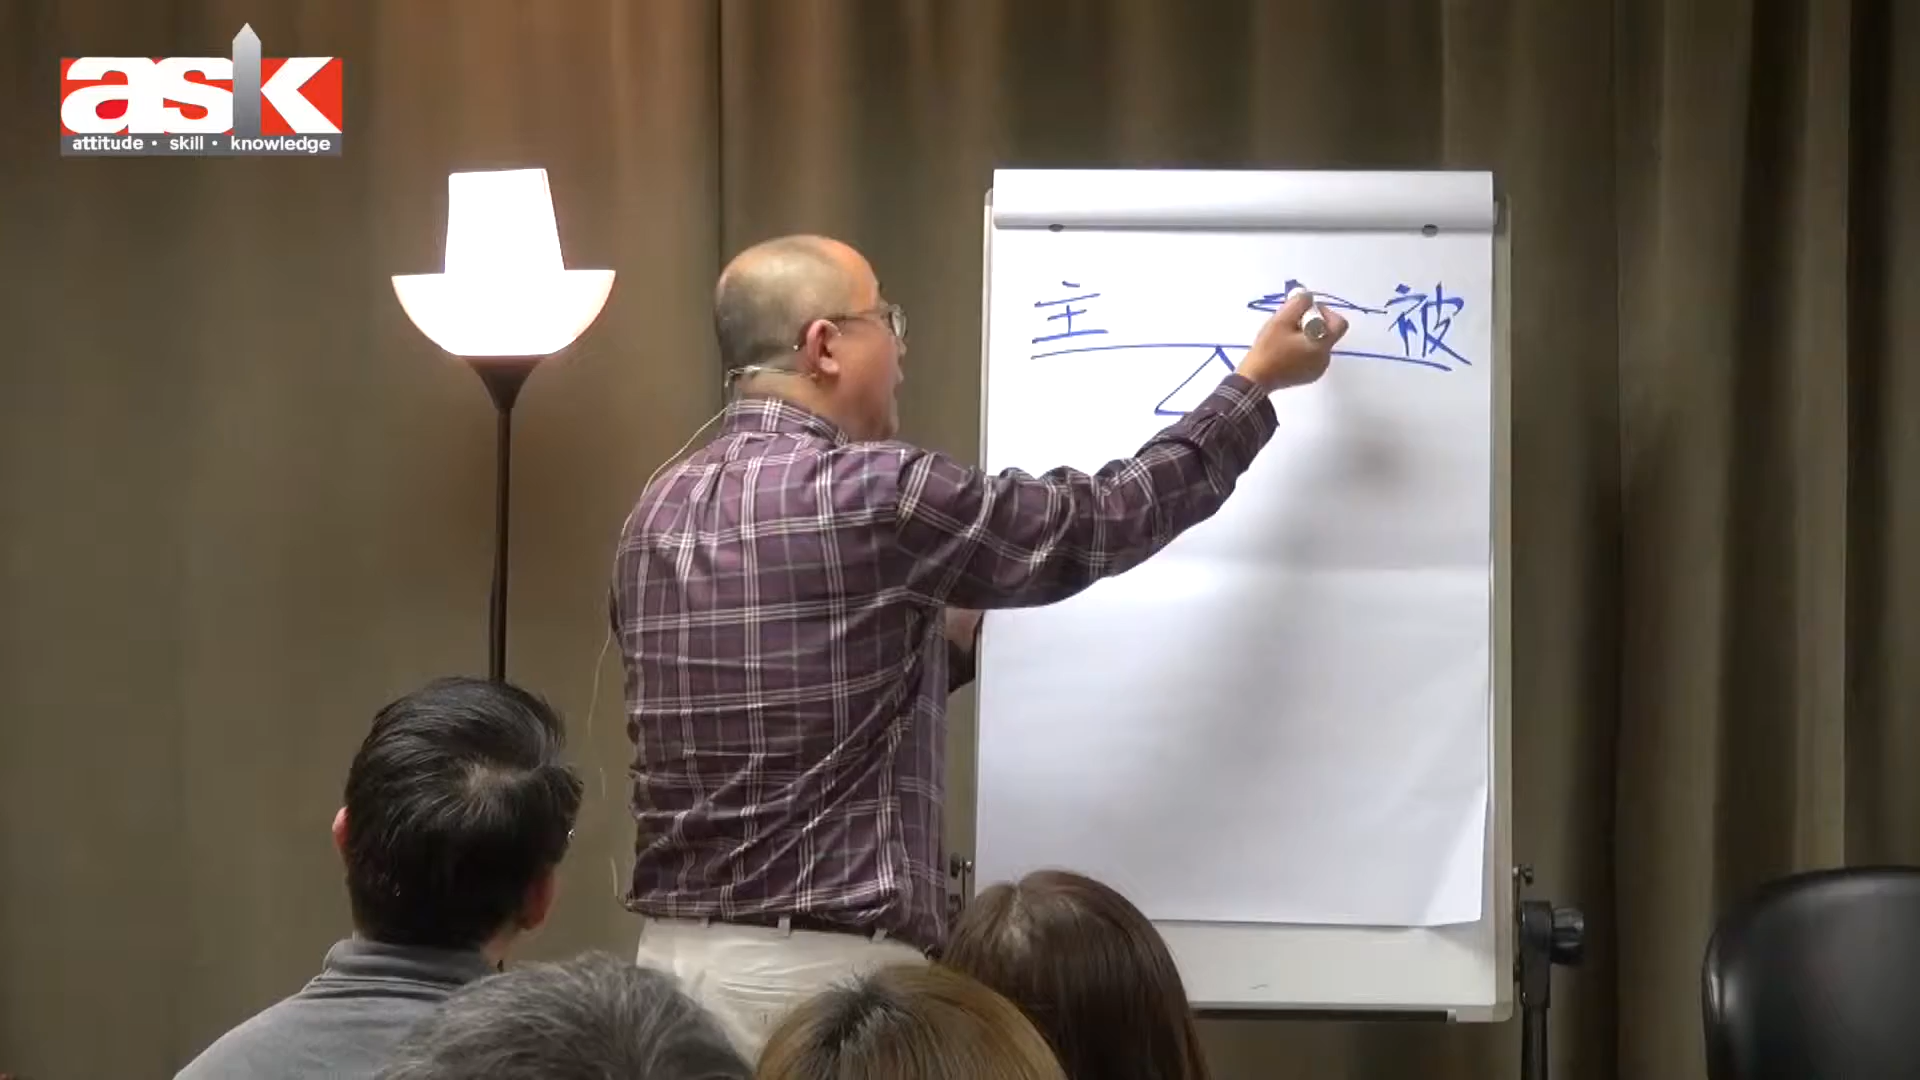 ask
attitude · skill · knowledge
主 被